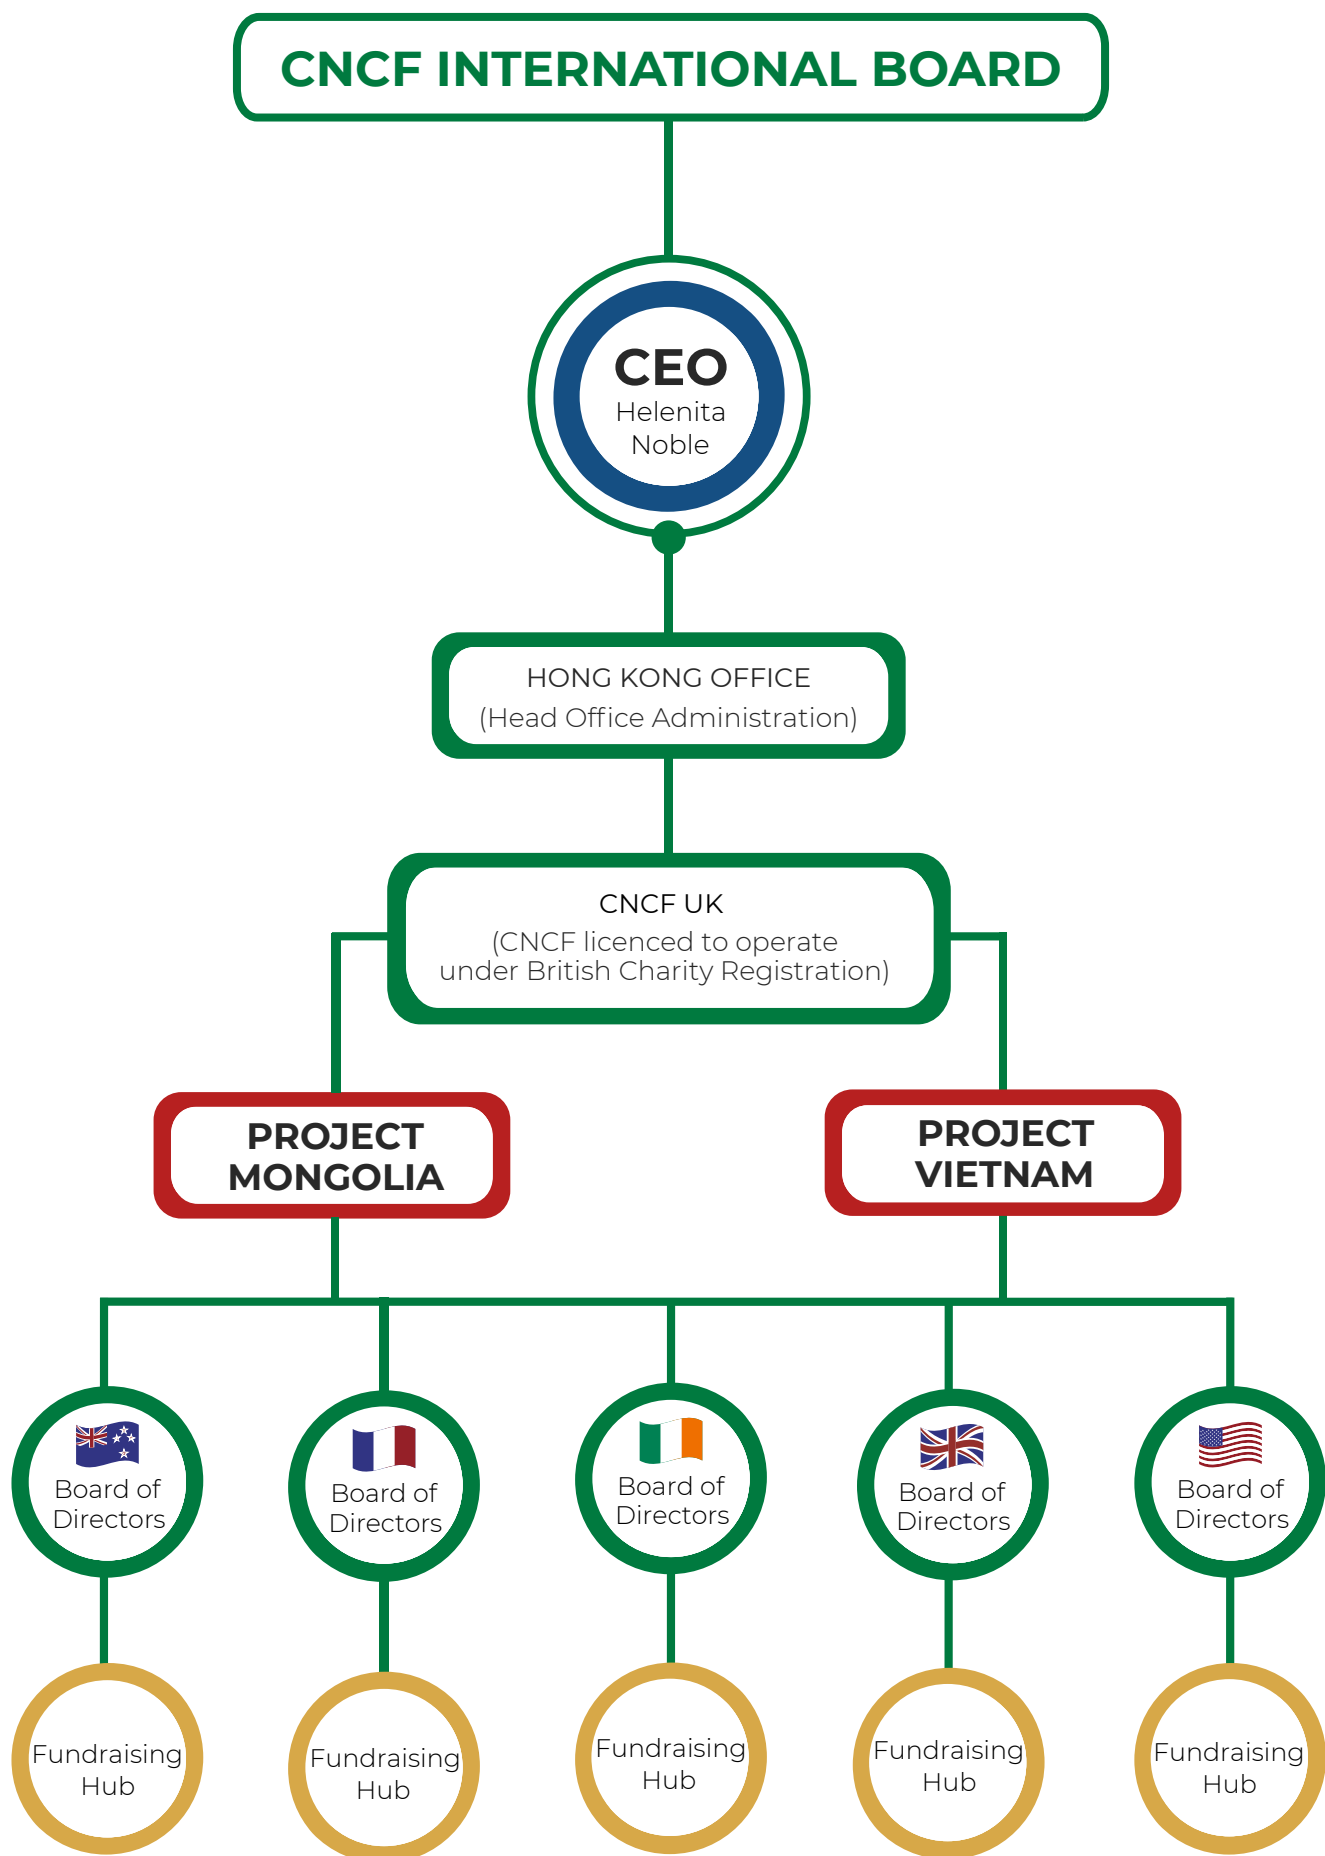 CNCF INTERNATIONAL BOARD
CEO
Helenita
Noble
HONG KONG OFFICE
(Head Office Administration)
CNCF UK
(CNCF licenced to operate
under British Charity Registration)
PROJECT
MONGOLIA
PROJECT
VIETNAM
Board of
Directors
Board of
Directors
Board of
Directors
Board of
Directors
Board of
Directors
Fundraising
Hub
Fundraising
Hub
Fundraising
Hub
Fundraising
Hub
Fundraising
Hub